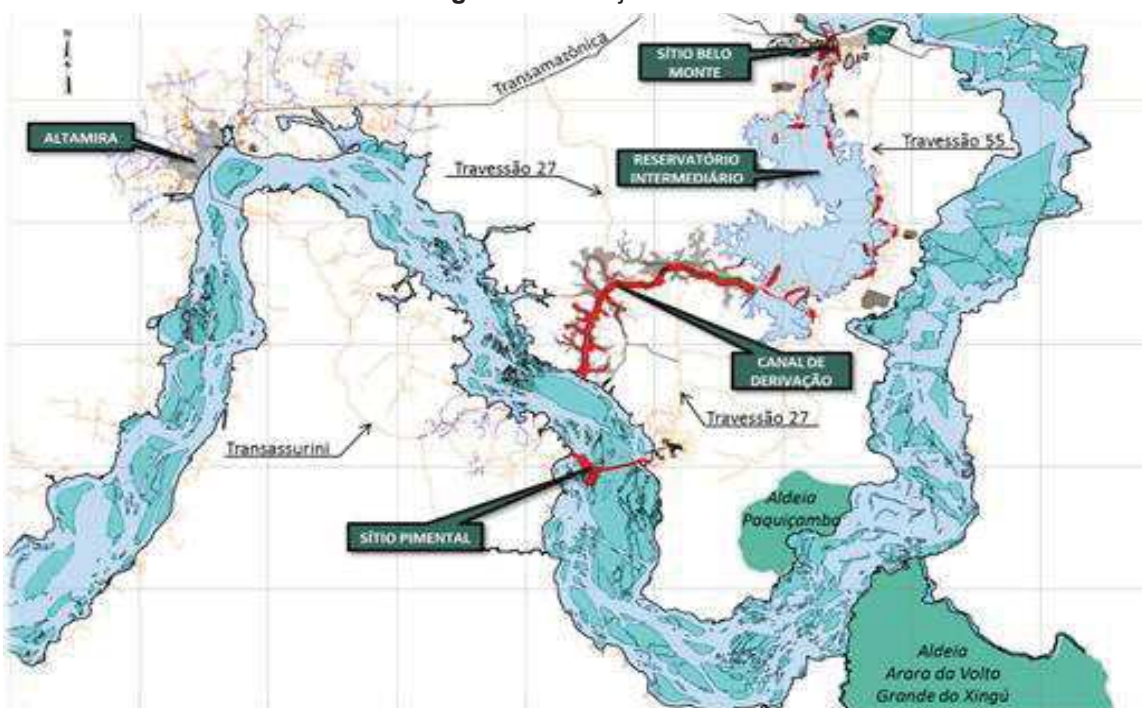 N
Transamazônica
SÍTIO BELO
MONTE
ALTAMIRA
Travessão 27
RESERVATÓRIO
INTERMEDIÁRIO
Travessão 55
CANAL DE
DERIVAÇÃO
Travessão 27
Transassurini
SÍTIO PIMENTAL
Aldeia
Paquiçamba
Aldeia
Arara da Volta
Grande do Xingú